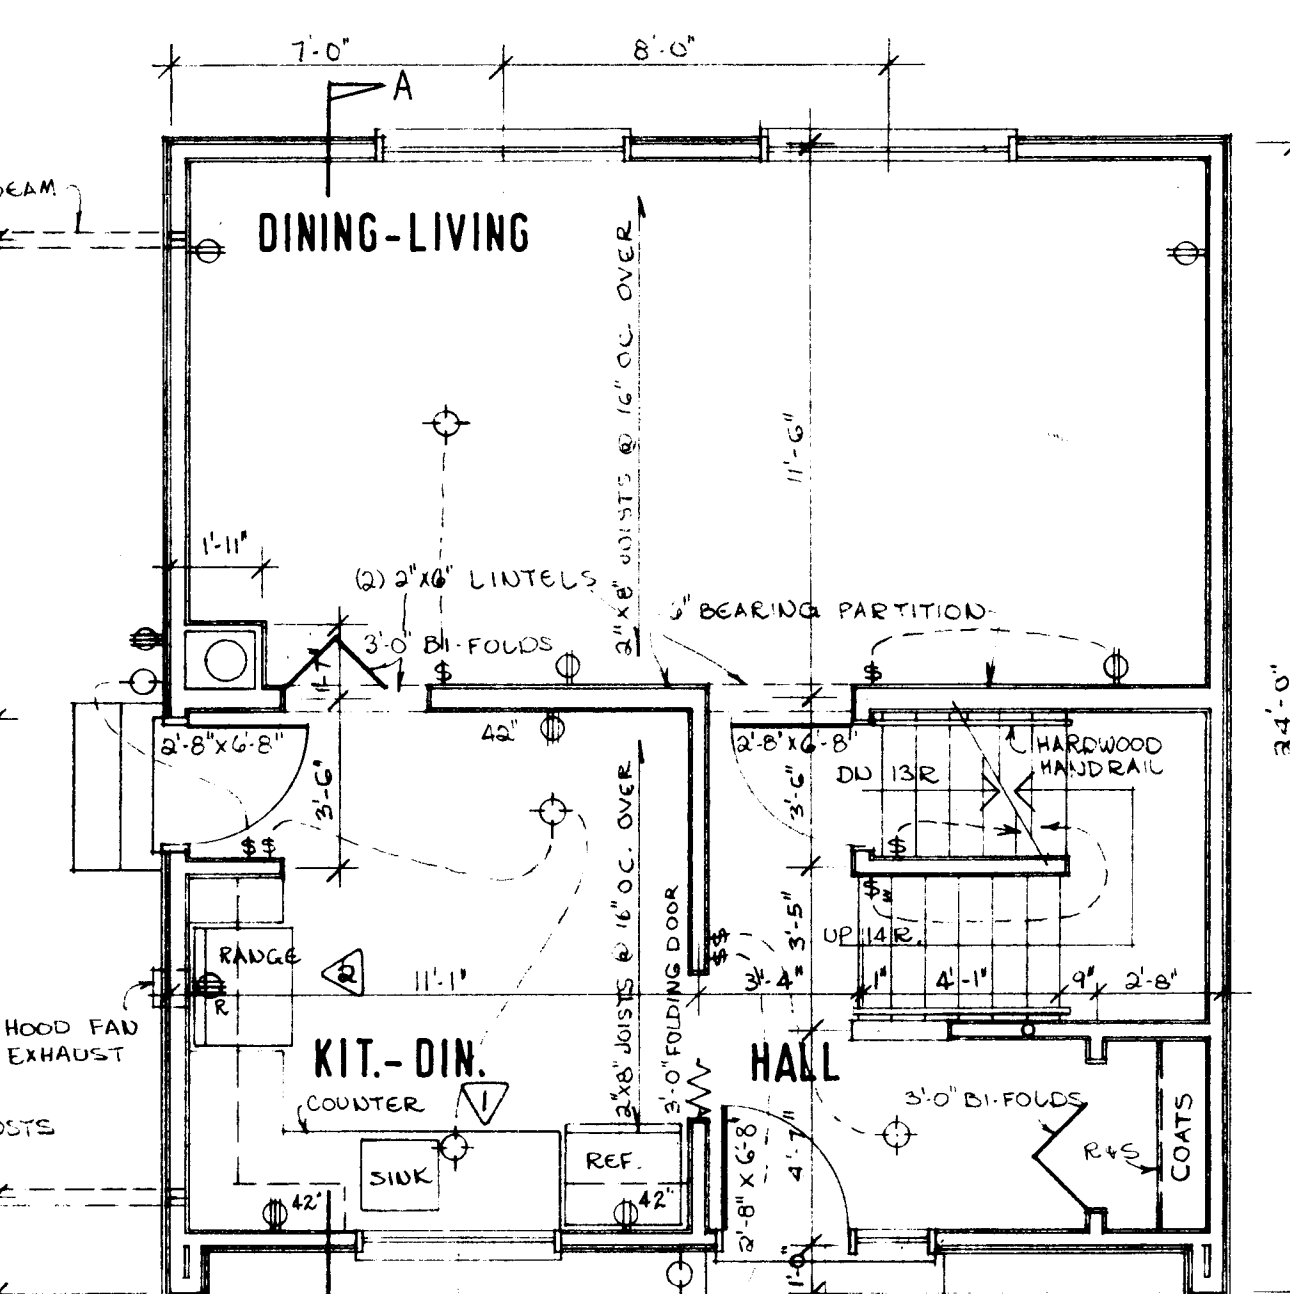 7'-0"
8'-0"
A
DINING-LIVING
2"X8" JOISTS @ 16" OC. OVER
11'-6"
1'-11"
(2) 2"X6" LINTELS
BEARING PARTITION
3'-0" BI-FOLDS
1'-7"
$
$
24'-0"
2'-8"X6'-8"
42"
2'-8"X6'-8"
HARDWOOD
HANDRAIL
DN 13R
3'-6"
3'-6"
$ $
$
$
2"X8" JOISTS @ 16" OC. OVER
3'-0" FOLDING DOOR
$
$
3'-5"
UP 14R.
RANGE
2
R
11'-1"
3'-4"
1"
4'-1"
9"
2'-8"
HOOD FAN
EXHAUST
KIT.-DIN.
HALL
COUNTER
1
3'-0" BI-FOLDS
SINK
REF.
2'-8" X 6'-8
4'-7"
R&S
COATS
42"
42"
1'-0"